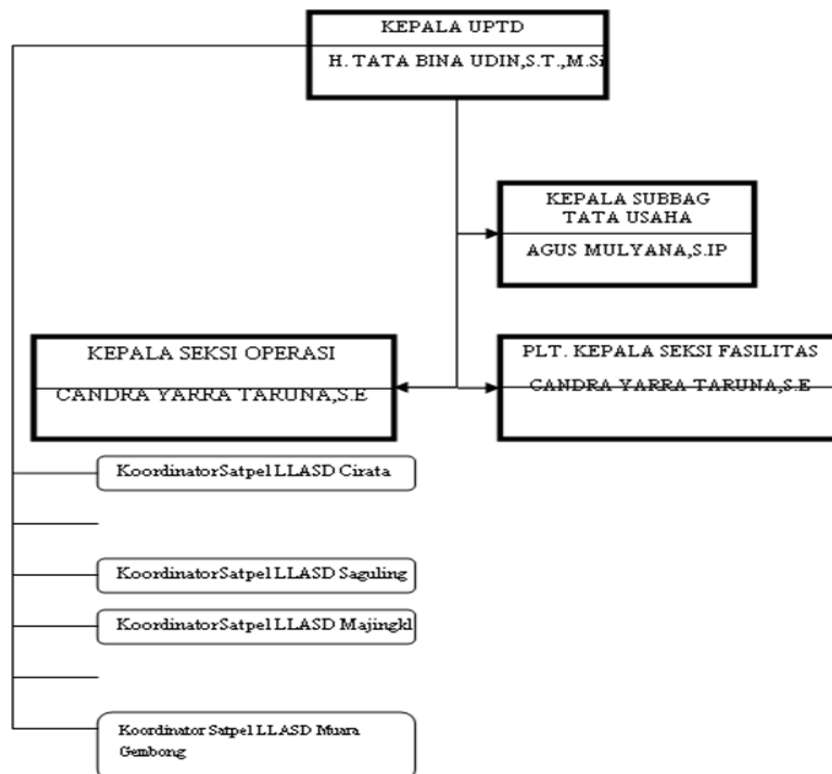 KEPALA UPTD
H. TATA BINA UDIN,S.T.,M.Si
KEPALA SUBBAG
TATA USAHA
AGUS MULYANA,S.IP
KEPALA SEKSI OPERASI
CANDRA YARRA TARUNA,S.E
PLT. KEPALA SEKSI FASILITAS
CANDRA YARRA TARUNA,S.E
KoordinatorSatpel LLASD Cirata
KoordinatorSatpel LLASD Saguling
KoordinatorSatpel LLASD Majingkl
Koordinator Satpel LLASD Muara
Gembong